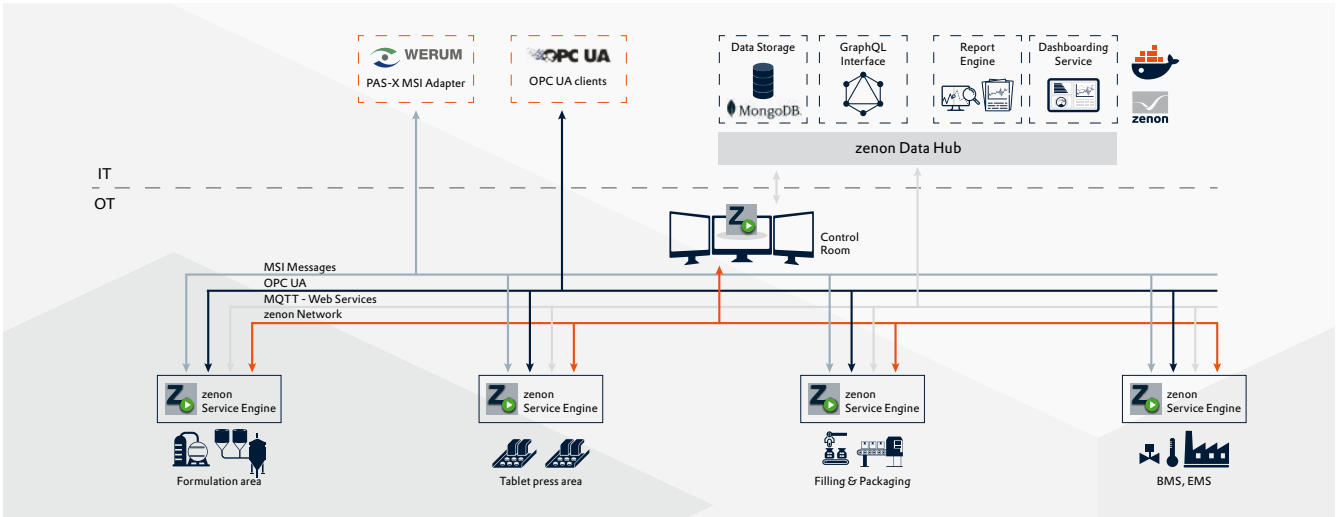 WERUM
PAS-X MSI Adapter
OPC UA
OPC UA clients
Data Storage
MongoDB.
GraphQL
Interface
Report
Engine
Dashboarding
Service
zenon
zenon Data Hub
IT
OT
Z
Control
Room
MSI Messages
OPC UA
MQTT - Web Services
zenon Network
Z
zenon
Service Engine
Z
zenon
Service Engine
Z
zenon
Service Engine
Z
zenon
Service Engine
Formulation area
Tablet press area
Filling & Packaging
BMS, EMS